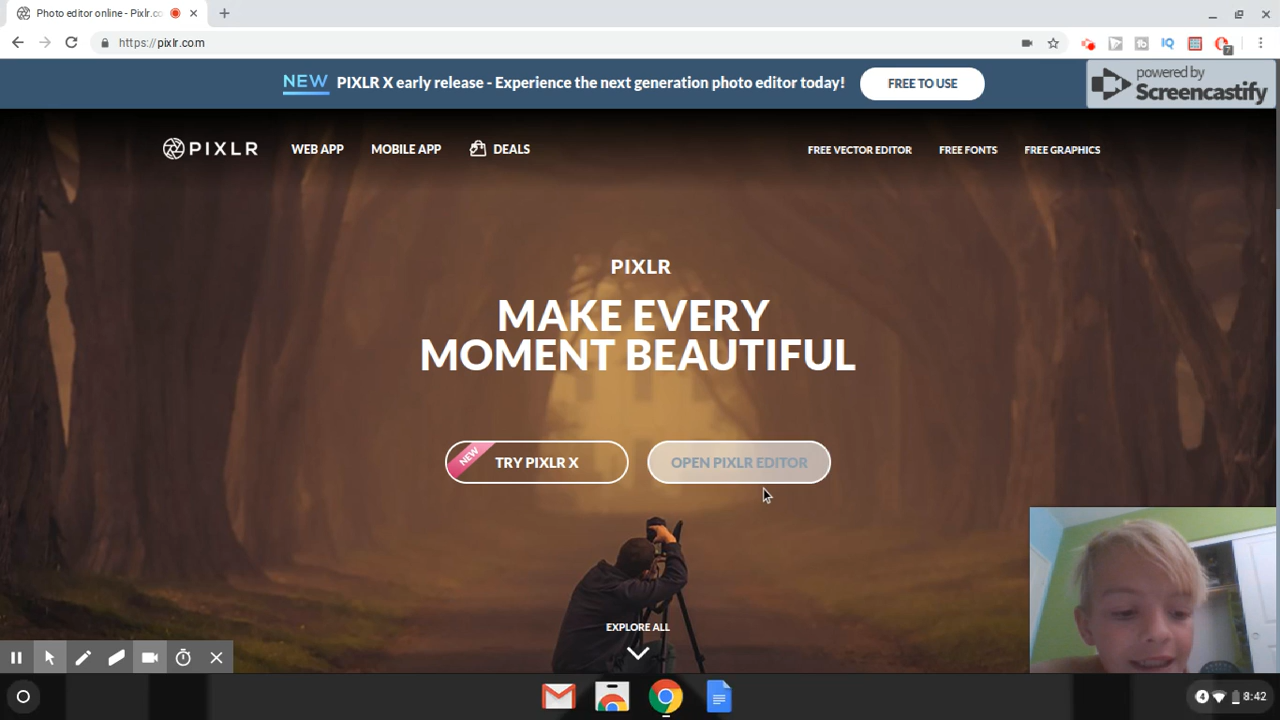 Photo editor online - Pixlr.co
https://pixlr.com
NEW PIXLR X early release - Experience the next generation photo editor today! FREE TO USE
powered by
Screencastify
PIXLR WEB APP MOBILE APP DEALS FREE VECTOR EDITOR FREE FONTS FREE GRAPHICS
PIXLR
MAKE EVERY
MOMENT BEAUTIFUL
NEW TRY PIXLR X OPEN PIXLR EDITOR
EXPLORE ALL
4 8:42